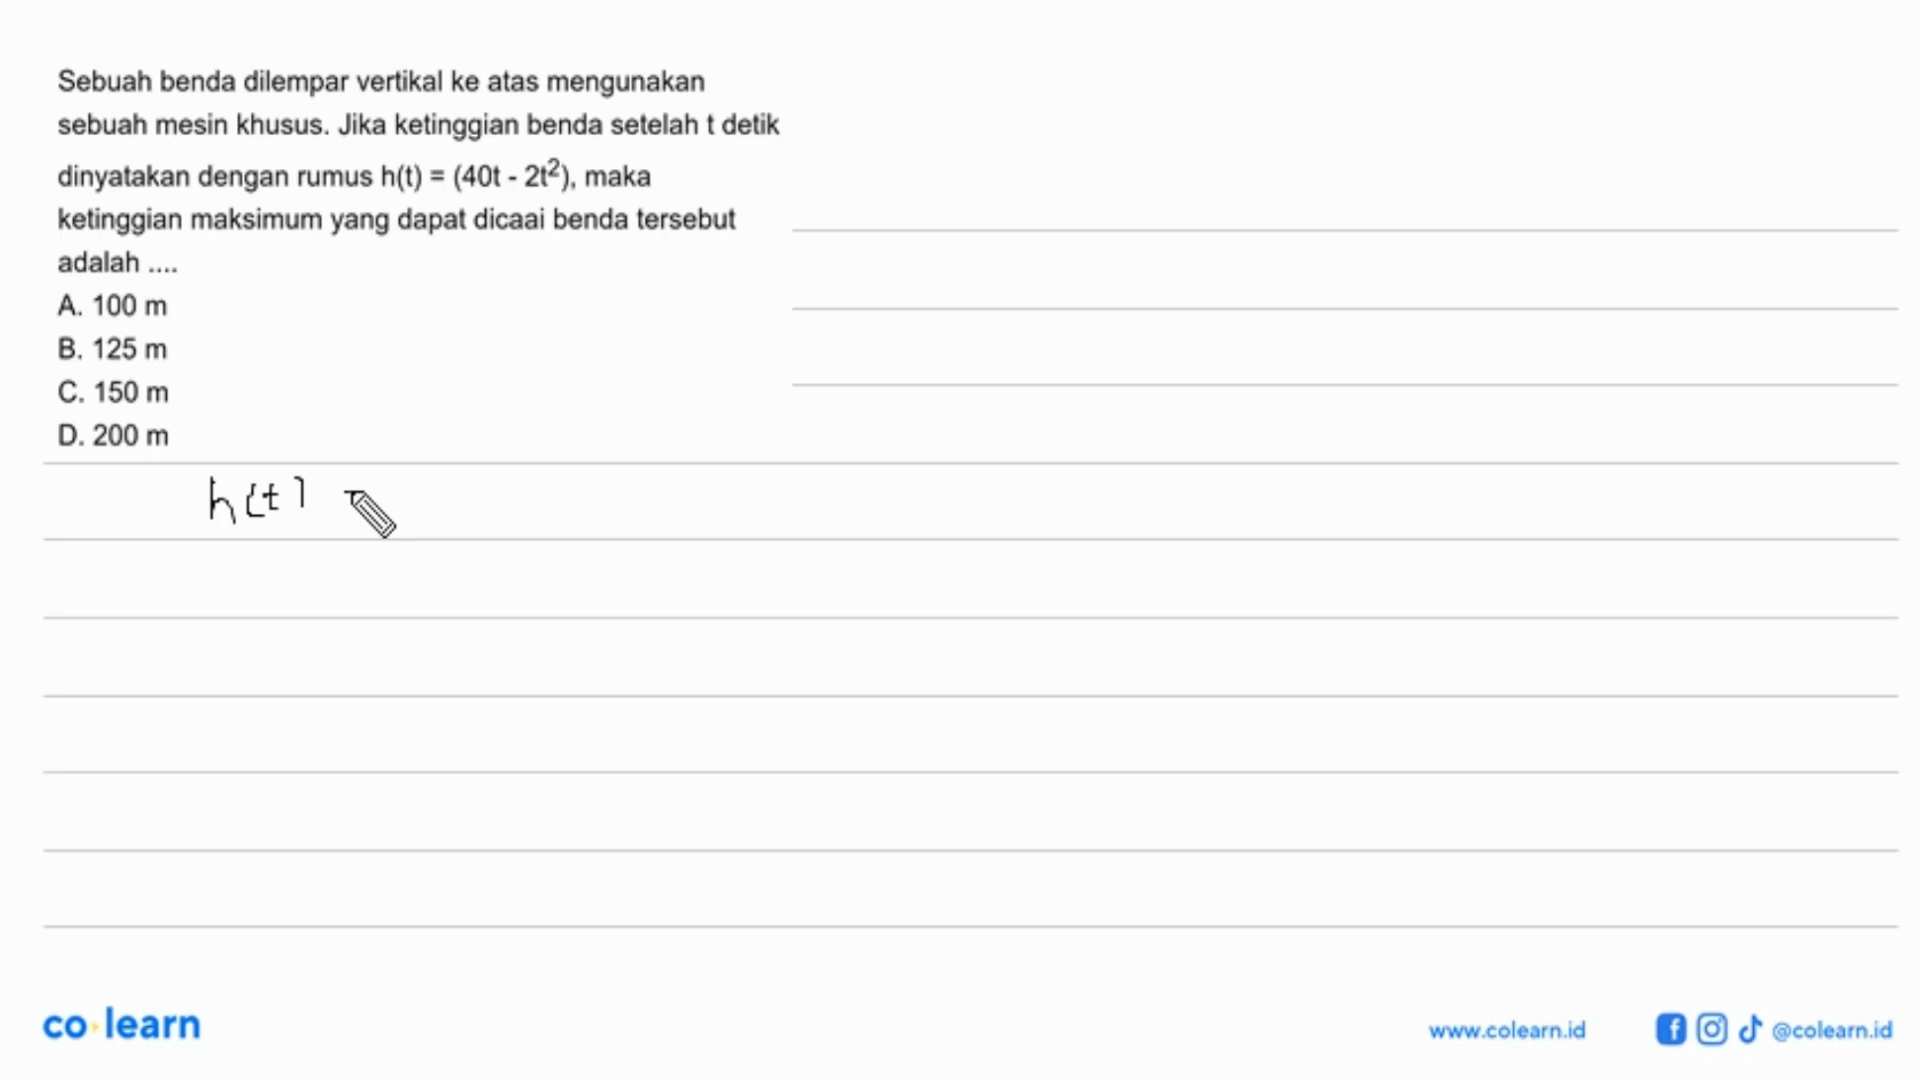 Sebuah benda dilempar vertikal ke atas mengunakan
sebuah mesin khusus. Jika ketinggian benda setelah t detik
dinyatakan dengan rumus h(t) = (40t - 2t²), maka
ketinggian maksimum yang dapat dicaai benda tersebut
adalah ....
A. 100 m
B. 125 m
C. 150 m
D. 200 m
h(t)
co learn
www.colearn.id @colearn.id